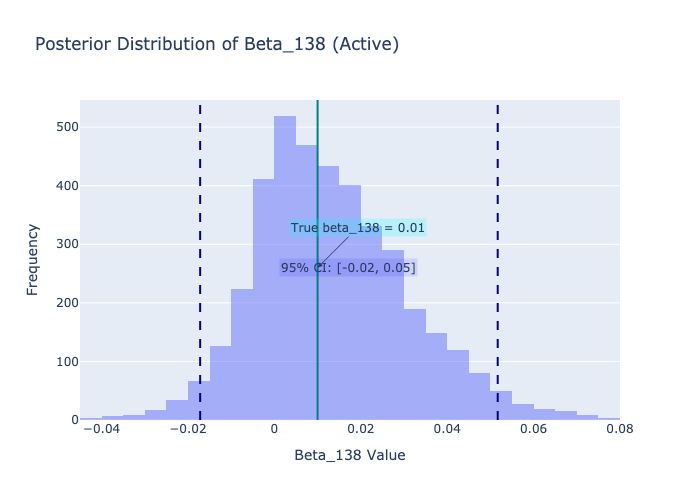 Posterior Distribution of Beta_138 (Active)
500
400
300
200
100
0
Frequency
True beta_138 = 0.01
95% CI: [-0.02, 0.05]
−0.04
−0.02
0
0.02
0.04
0.06
0.08
Beta_138 Value